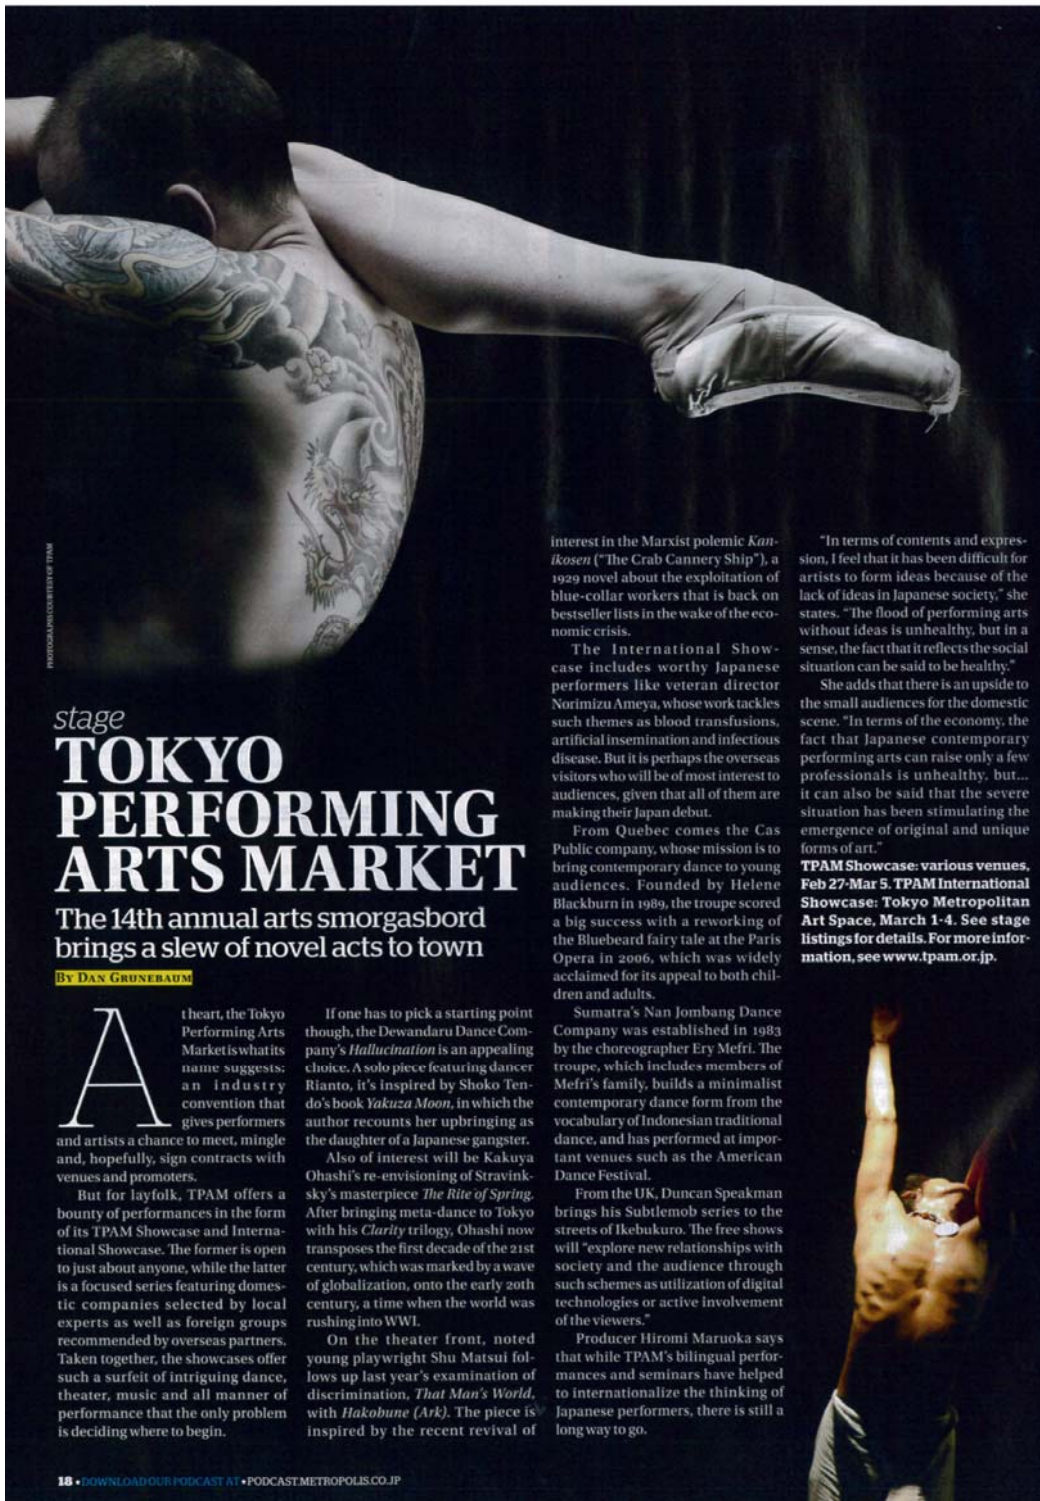 PHOTOGRAPHS COURTESY OF TPAM
stage
TOKYO
PERFORMING
ARTS MARKET
The 14th annual arts smorgasbord
brings a slew of novel acts to town
BY DAN GRUNEBAUM
At heart, the Tokyo
Performing Arts
Market is what its
name suggests:
an industry
convention that
gives performers
and artists a chance to meet, mingle
and, hopefully, sign contracts with
venues and promoters.
But for layfolk, TPAM offers a
bounty of performances in the form
of its TPAM Showcase and Interna-
tional Showcase. The former is open
to just about anyone, while the latter
is a focused series featuring domes-
tic companies selected by local
experts as well as foreign groups
recommended by overseas partners.
Taken together, the showcases offer
such a surfeit of intriguing dance,
theater, music and all manner of
performance that the only problem
is deciding where to begin.
If one has to pick a starting point
though, the Dewandaru Dance Com-
pany's Hallucination is an appealing
choice. A solo piece featuring dancer
Rianto, it's inspired by Shoko Ten-
do's book Yakuza Moon, in which the
author recounts her upbringing as
the daughter of a Japanese gangster.
Also of interest will be Kakuya
Ohashi's re-envisioning of Stravink-
sky's masterpiece The Rite of Spring.
After bringing meta-dance to Tokyo
with his Clarity trilogy, Ohashi now
transposes the first decade of the 21st
century, which was marked by a wave
of globalization, onto the early 20th
century, a time when the world was
rushing into WWI.
On the theater front, noted
young playwright Shu Matsui fol-
lows up last year's examination of
discrimination, That Man's World,
with Hakobune (Ark). The piece is
inspired by the recent revival of
interest in the Marxist polemic Kan-
ikosen ("The Crab Cannery Ship"), a
1929 novel about the exploitation of
blue-collar workers that is back on
bestseller lists in the wake of the eco-
nomic crisis.
The International Show-
case includes worthy Japanese
performers like veteran director
Norimizu Ameya, whose work tackles
such themes as blood transfusions,
artificial insemination and infectious
disease. But it is perhaps the overseas
visitors who will be of most interest to
audiences, given that all of them are
making their Japan debut.
From Quebec comes the Cas
Public company, whose mission is to
bring contemporary dance to young
audiences. Founded by Helene
Blackburn in 1989, the troupe scored
a big success with a reworking of
the Bluebeard fairy tale at the Paris
Opera in 2006, which was widely
acclaimed for its appeal to both chil-
dren and adults.
Sumatra's Nan Jombang Dance
Company was established in 1983
by the choreographer Ery Mefri. The
troupe, which includes members of
Mefri's family, builds a minimalist
contemporary dance form from the
vocabulary of Indonesian traditional
dance, and has performed at impor-
tant venues such as the American
Dance Festival.
From the UK, Duncan Speakman
brings his Subtlemob series to the
streets of Ikebukuro. The free shows
will "explore new relationships with
society and the audience through
such schemes as utilization of digital
technologies or active involvement
of the viewers."
Producer Hiromi Maruoka says
that while TPAM's bilingual perfor-
mances and seminars have helped
to internationalize the thinking of
Japanese performers, there is still a
long way to go.
"In terms of contents and expres-
sion, I feel that it has been difficult for
artists to form ideas because of the
lack of ideas in Japanese society," she
states. "The flood of performing arts
without ideas is unhealthy, but in a
sense, the fact that it reflects the social
situation can be said to be healthy."
She adds that there is an upside to
the small audiences for the domestic
scene. "In terms of the economy, the
fact that Japanese contemporary
performing arts can raise only a few
professionals is unhealthy, but...
it can also be said that the severe
situation has been stimulating the
emergence of original and unique
forms of art."
TPAM Showcase: various venues,
Feb 27-Mar 5. TPAM International
Showcase: Tokyo Metropolitan
Art Space, March 1-4. See stage
listings for details. For more infor-
mation, see www.tpam.or.jp.
18 • DOWNLOAD OUR PODCAST AT • PODCAST.METROPOLIS.CO.JP